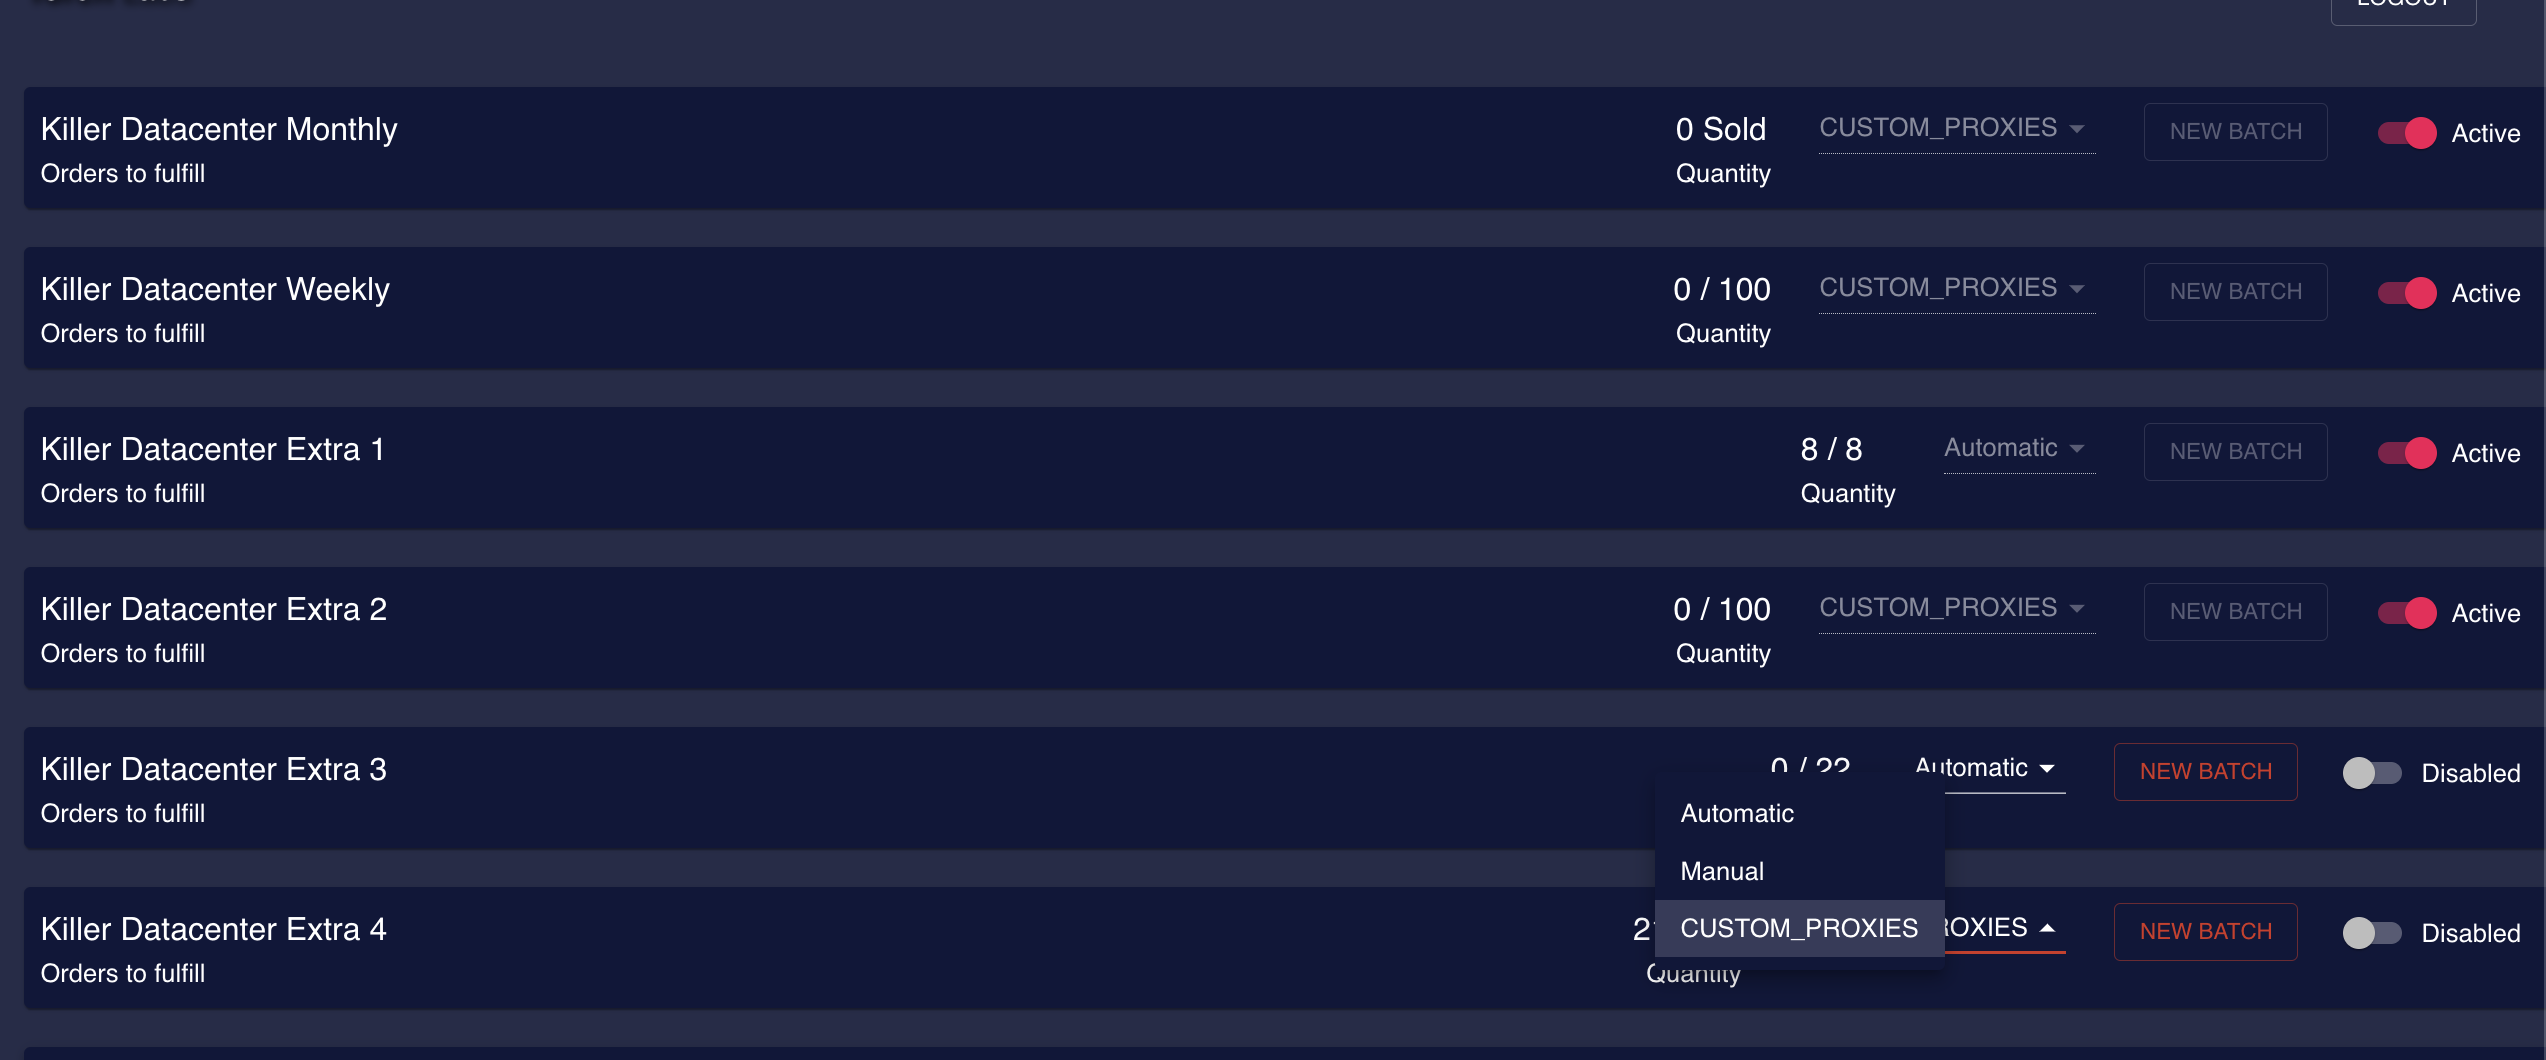 LOGOUT
Killer Datacenter Monthly
Orders to fulfill
0 Sold
Quantity
CUSTOM_PROXIES
NEW BATCH
Active
Killer Datacenter Weekly
Orders to fulfill
0 / 100
Quantity
CUSTOM_PROXIES
NEW BATCH
Active
Killer Datacenter Extra 1
Orders to fulfill
8 / 8
Quantity
Automatic
NEW BATCH
Active
Killer Datacenter Extra 2
Orders to fulfill
0 / 100
Quantity
CUSTOM_PROXIES
NEW BATCH
Active
Killer Datacenter Extra 3
Orders to fulfill
0 / 22
Automatic
NEW BATCH
Disabled
Automatic
Manual
CUSTOM_PROXIES
Killer Datacenter Extra 4
Orders to fulfill
Quantity
ROXIES
NEW BATCH
Disabled